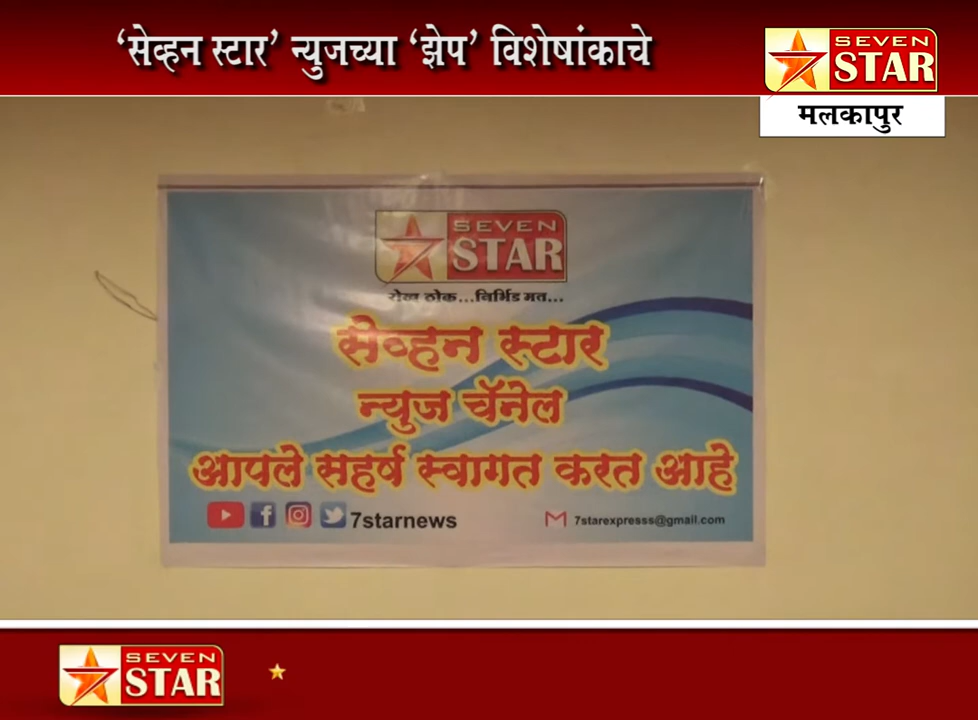 ‘सेव्हन स्टार’ न्युजच्या ‘झेप’ विशेषांकाचे
SEVEN
STAR
मलकापुर
SEVEN
STAR
रोख ठोक...निर्भिड मत...
सेव्हन स्टार
न्युज चॅनेल
आपले सहर्ष स्वागत करत आहे
7starnews
7starexpresss@gmail.com
SEVEN
STAR